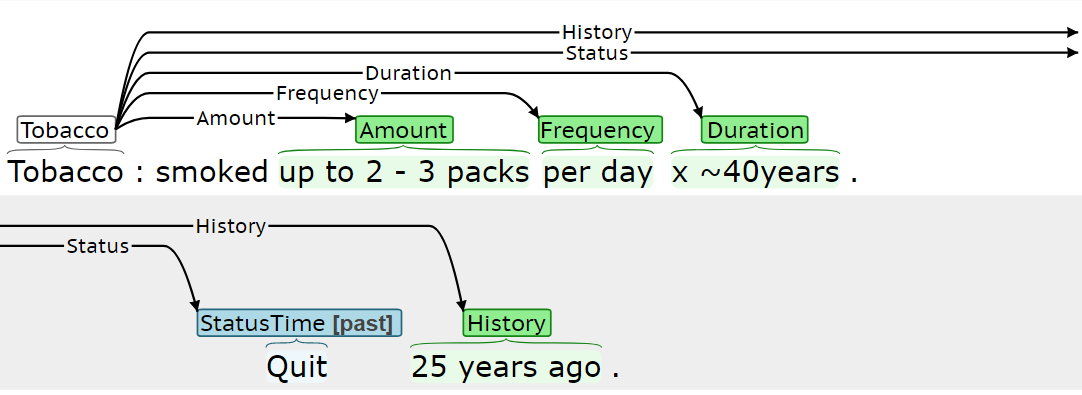 History
Status
Duration
Frequency
Amount
Tobacco Amount Frequency Duration
Tobacco : smoked up to 2 - 3 packs per day x ~40years .
History
Status
StatusTime [past] History
Quit 25 years ago .